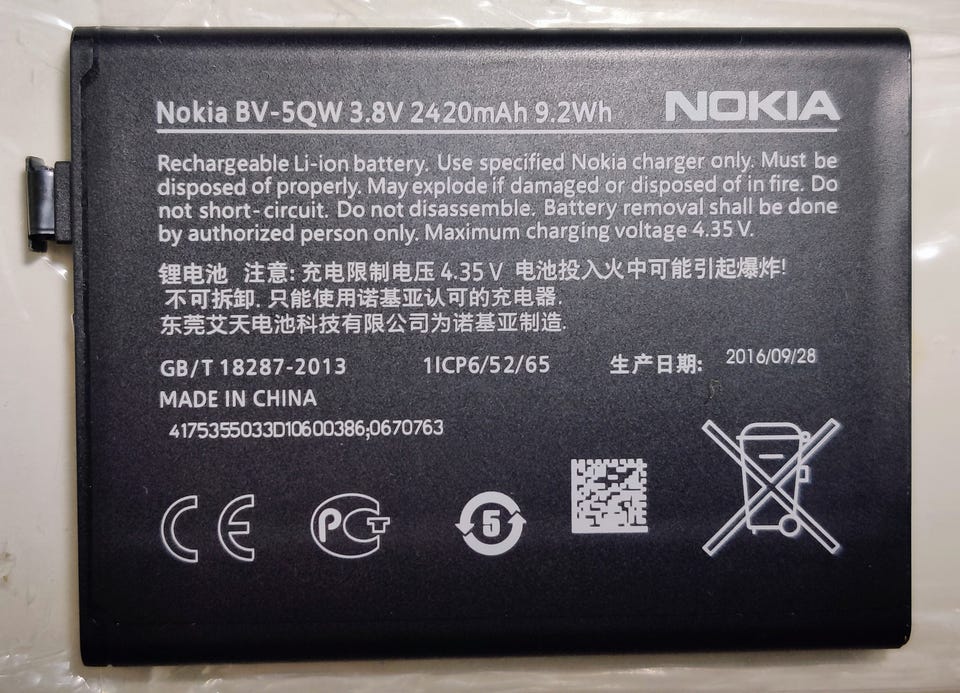 Nokia BV-5QW 3.8V 2420mAh 9.2Wh NOKIA
Rechargeable Li-ion battery. Use specified Nokia charger only. Must be
disposed of properly. May explode if damaged or disposed of in fire. Do
not short-circuit. Do not disassemble. Battery removal shall be done
by authorized person only. Maximum charging voltage 4.35 V.
锂电池 注意: 充电限制电压 4.35 V 电池投入火中可能引起爆炸!
不可拆卸. 只能使用诺基亚认可的充电器.
东莞艾天电池科技有限公司为诺基亚制造.
GB/T 18287-2013 1ICP6/52/65 生产日期: 2016/09/28
MADE IN CHINA
4175355033D10600386;0670763
CE PCT 5